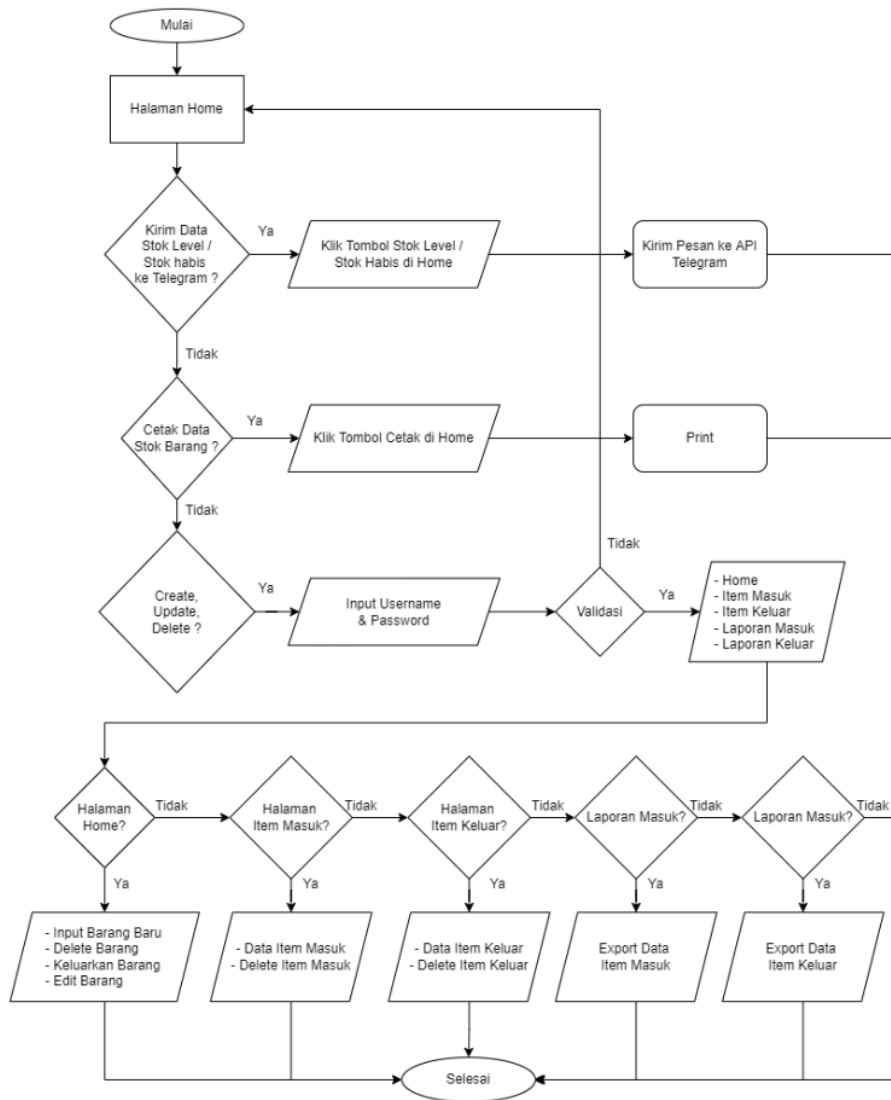 Mulai
Halaman Home
Kirim Data
Stok Level /
Stok habis
ke Telegram ?
Ya
Klik Tombol Stok Level /
Stok Habis di Home
Kirim Pesan ke API
Telegram
Tidak
Cetak Data
Stok Barang ?
Ya
Klik Tombol Cetak di Home
Print
Tidak
Create,
Update,
Delete ?
Ya
Input Username
& Password
Validasi
Tidak
Ya
- Home
- Item Masuk
- Item Keluar
- Laporan Masuk
- Laporan Keluar
Halaman
Home?
Tidak
Halaman
Item Masuk?
Tidak
Halaman
Item Keluar?
Tidak
Laporan Masuk?
Tidak
Laporan Masuk?
Tidak
Ya
Ya
Ya
Ya
Ya
- Input Barang Baru
- Delete Barang
- Keluarkan Barang
- Edit Barang
- Data Item Masuk
- Delete Item Masuk
- Data Item Keluar
- Delete Item Keluar
Export Data
Item Masuk
Export Data
Item Keluar
Selesai